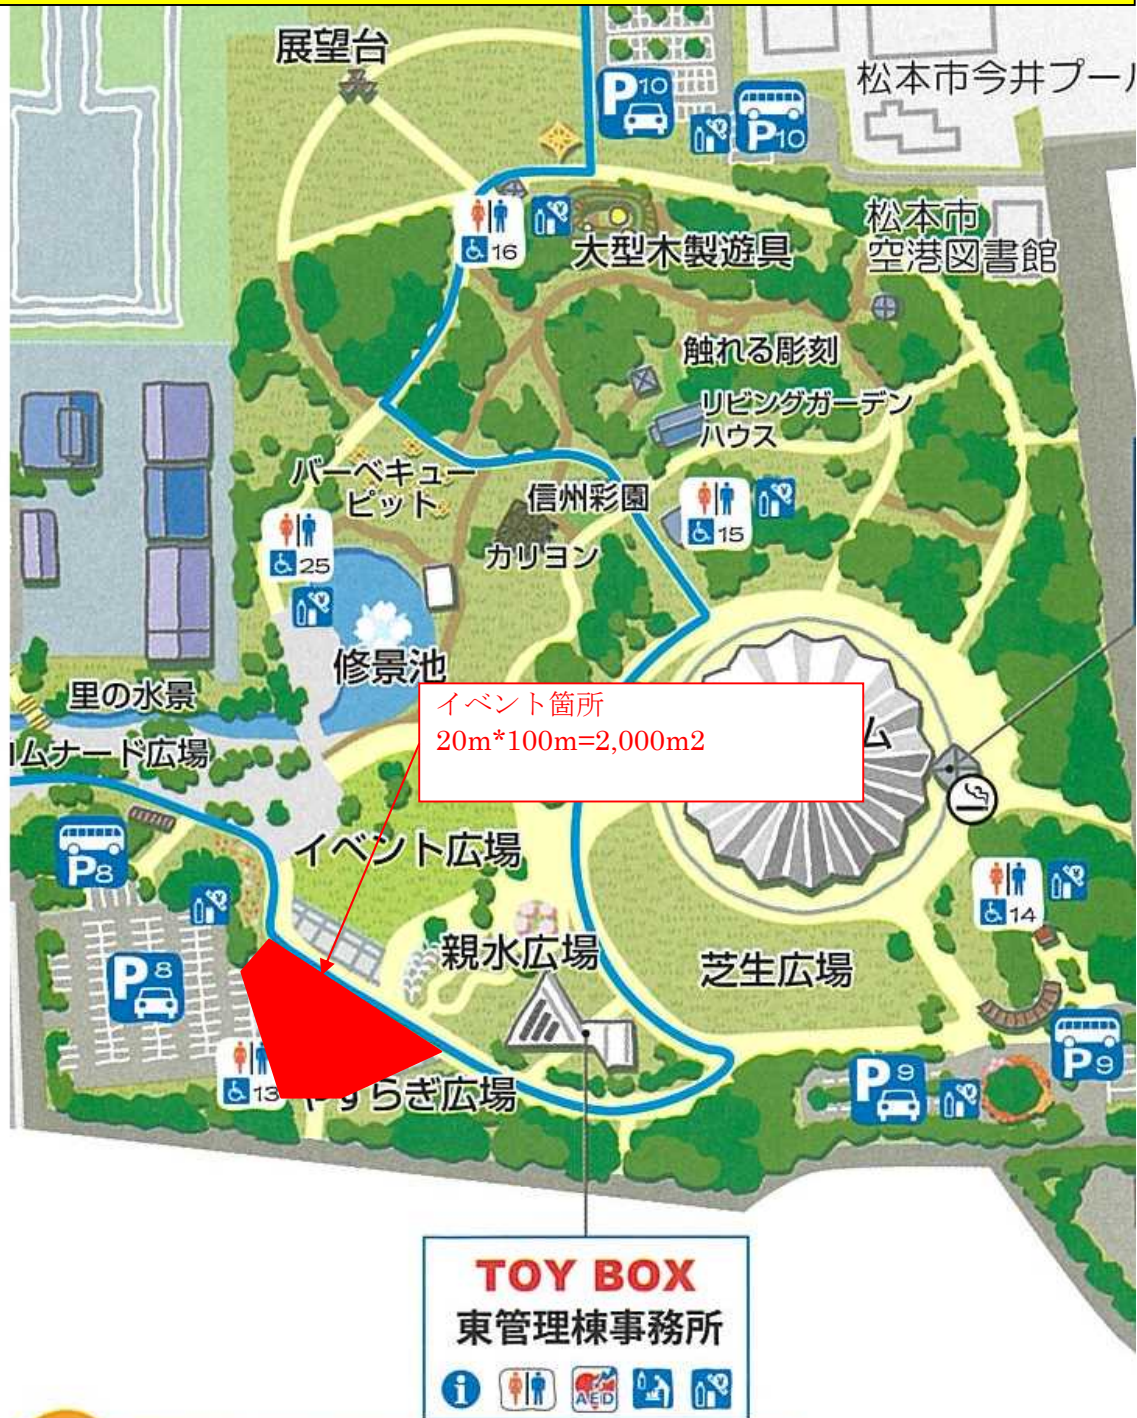 展望台
P10
P10
松本市今井プール
16
大型木製遊具
松本市
空港図書館
触れる彫刻
リビングガーデン
ハウス
バーベキュー
ピット
信州彩園
カリヨン
15
25
修景池
里の水景
ムナード広場
イベント箇所
20m*100m=2,000m2
ム
P8
イベント広場
14
P8
親水広場
芝生広場
13
らぎ広場
P9
P9
TOY BOX
東管理棟事務所
i
AED